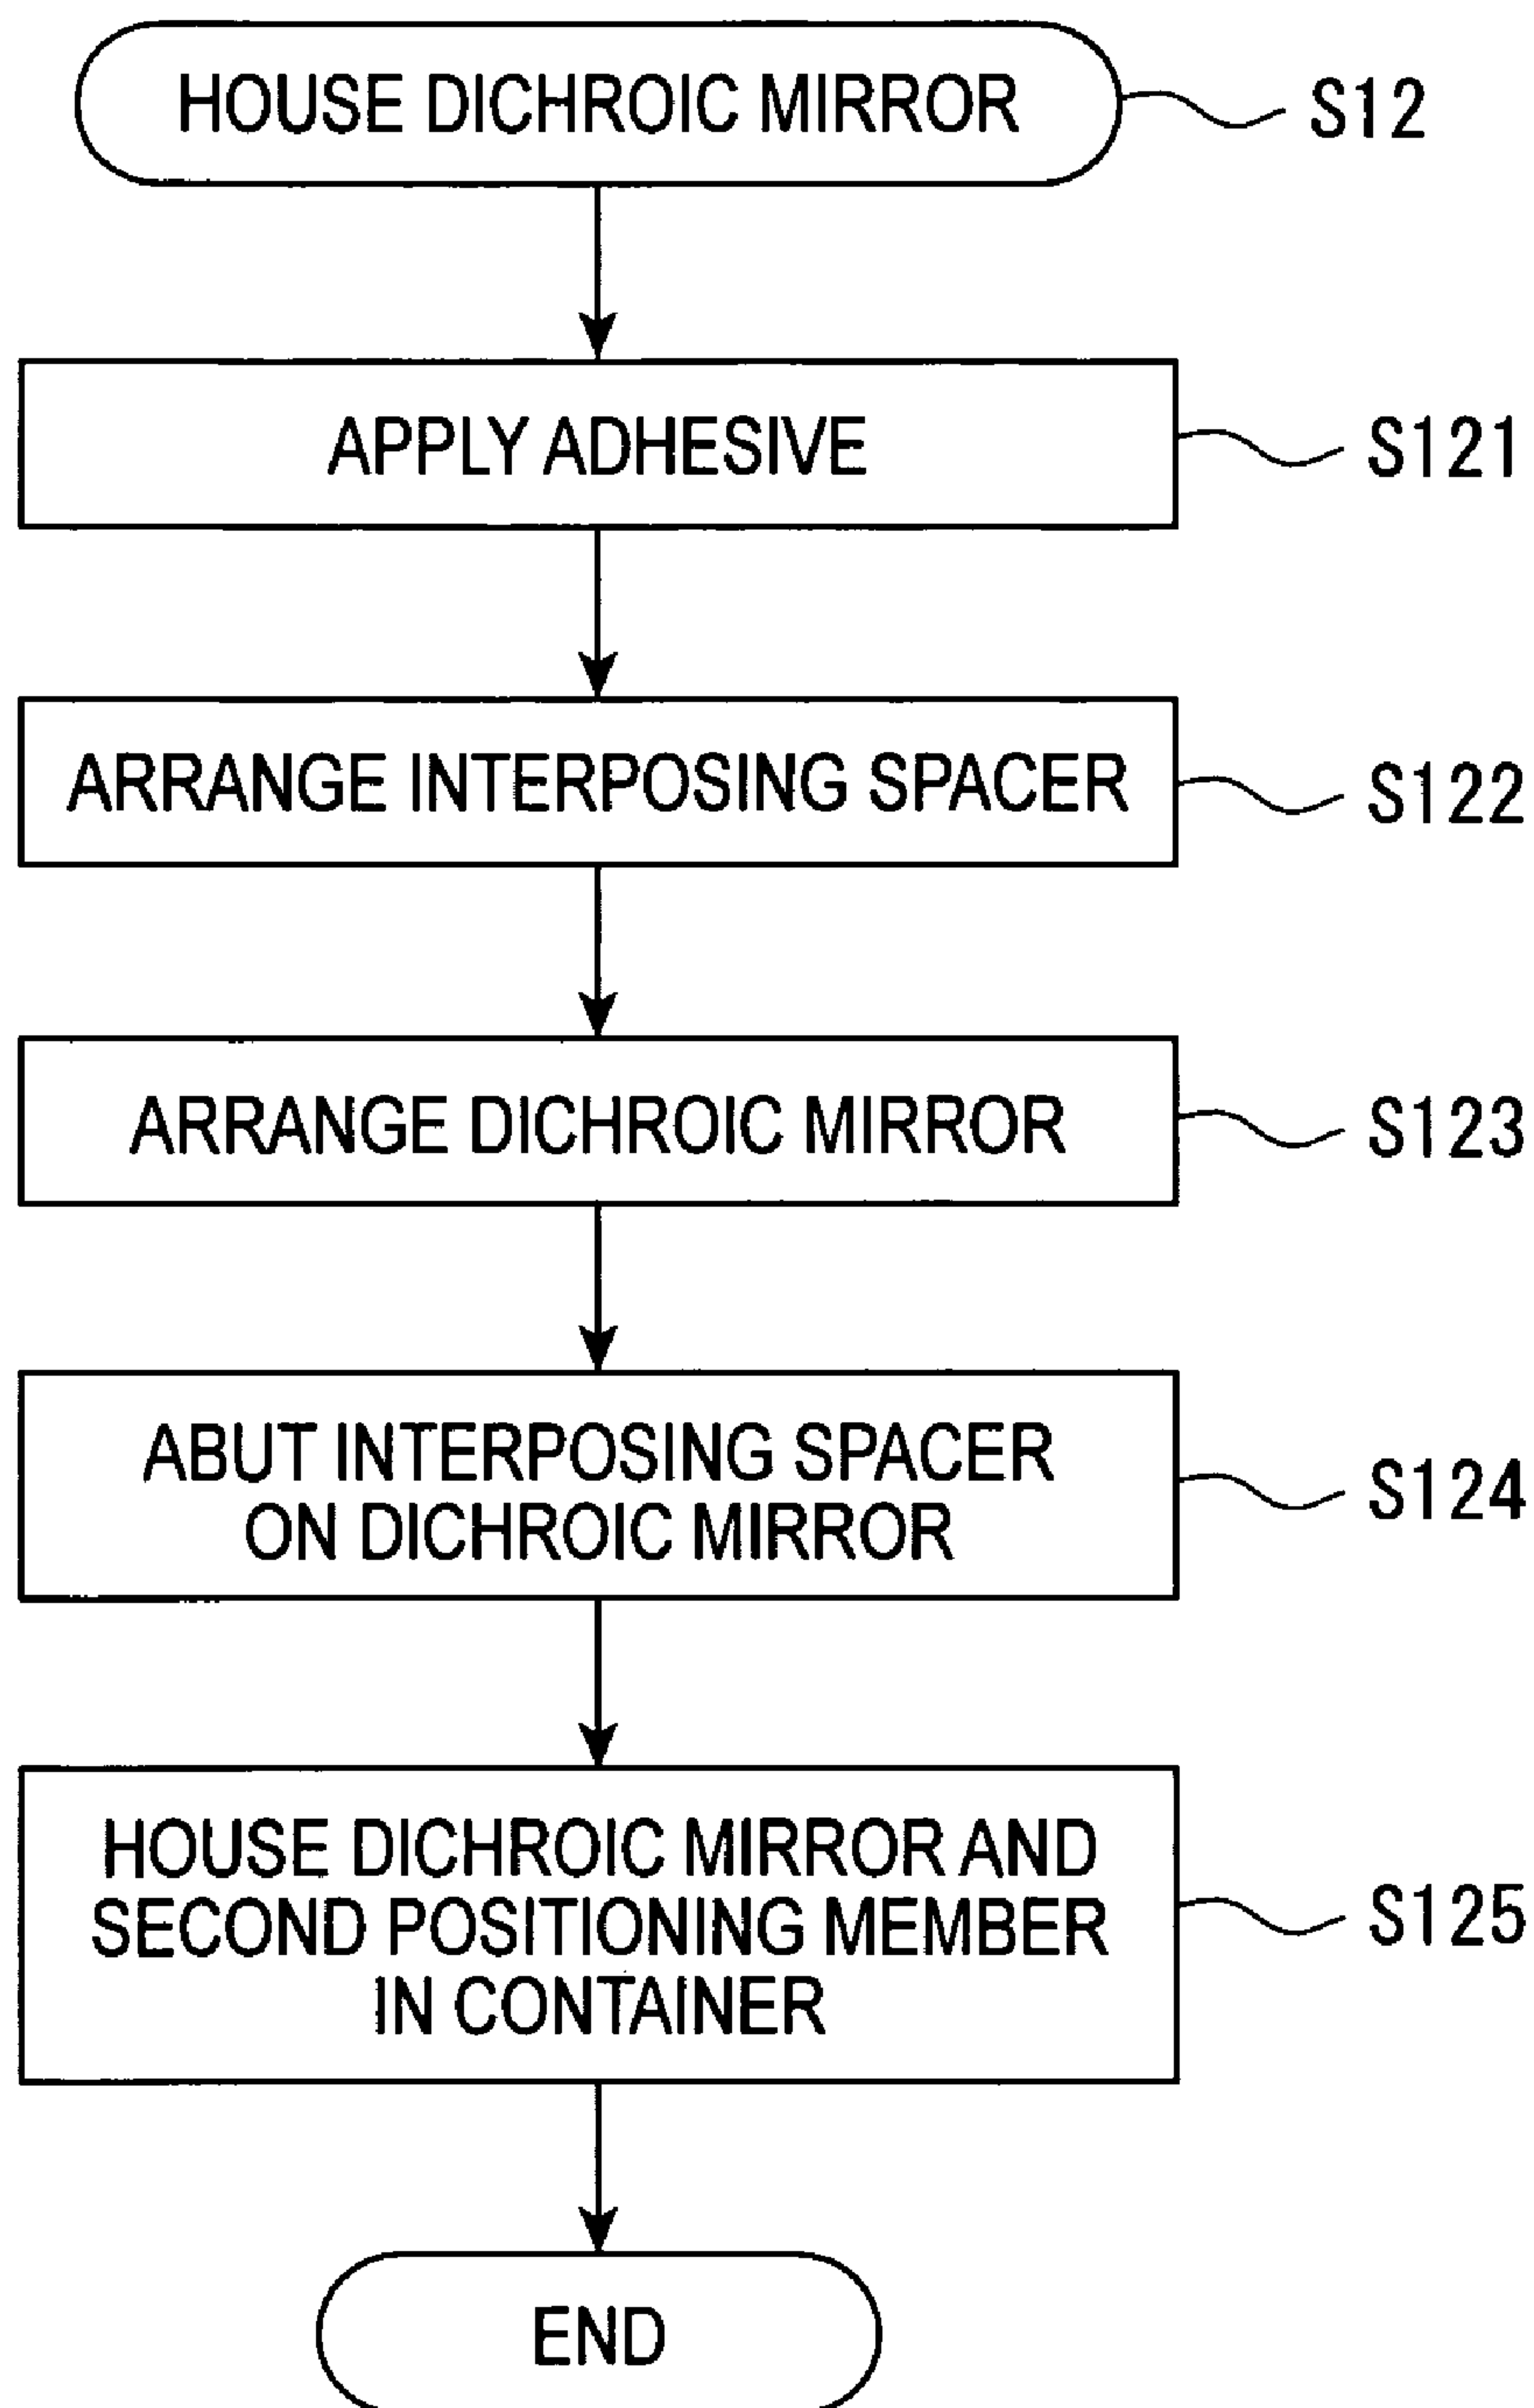 HOUSE DICHROIC MIRROR
S12
APPLY ADHESIVE
S121
ARRANGE INTERPOSING SPACER
S122
ARRANGE DICHROIC MIRROR
S123
ABUT INTERPOSING SPACER
ON DICHROIC MIRROR
S124
HOUSE DICHROIC MIRROR AND
SECOND POSITIONING MEMBER
IN CONTAINER
S125
END